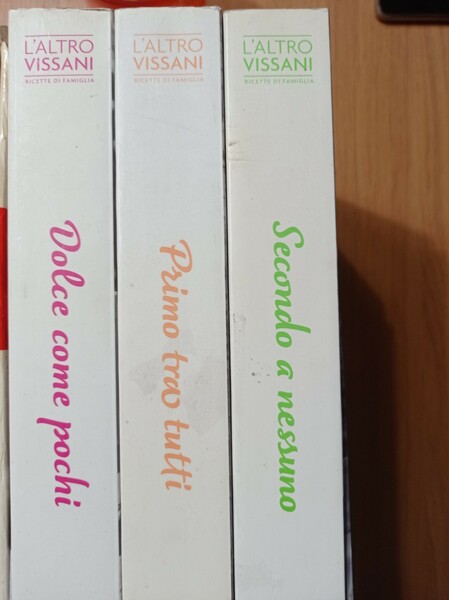 L'ALTRO
VISSANI
RICETTE DI FAMIGLIA
Dolce come pochi
L'ALTRO
VISSANI
RICETTE DI FAMIGLIA
Primo tra tutti
L'ALTRO
VISSANI
RICETTE DI FAMIGLIA
Secondo a nessuno